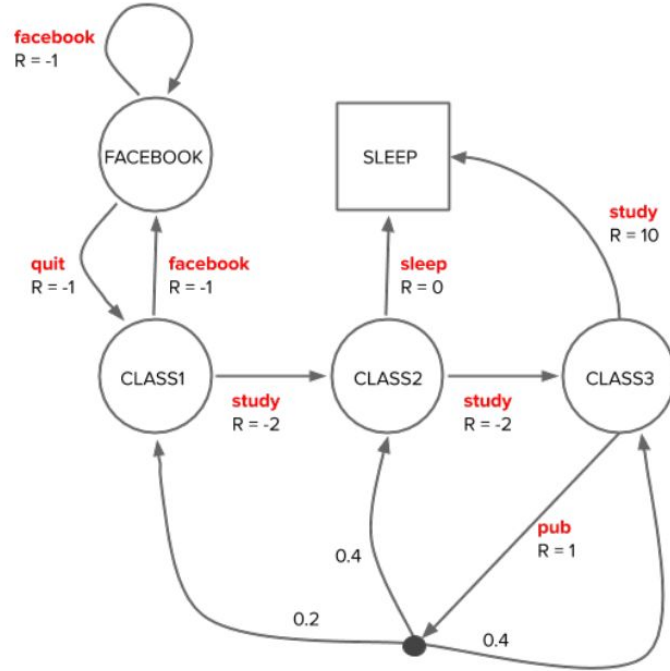 facebook
R = -1
FACEBOOK
SLEEP
study
R = 10
quit
R = -1
facebook
R = -1
sleep
R = 0
CLASS1
CLASS2
CLASS3
study
R = -2
study
R = -2
pub
R = 1
0.4
0.2
0.4